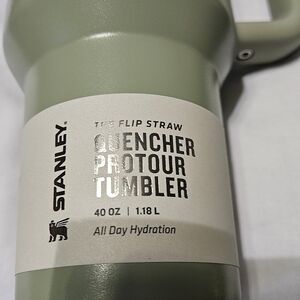 STANLEY.
THE FLIP STRAW
QUENCHER
PROTOUR
TUMBLER
40 OZ | 1.18 L
All Day Hydration